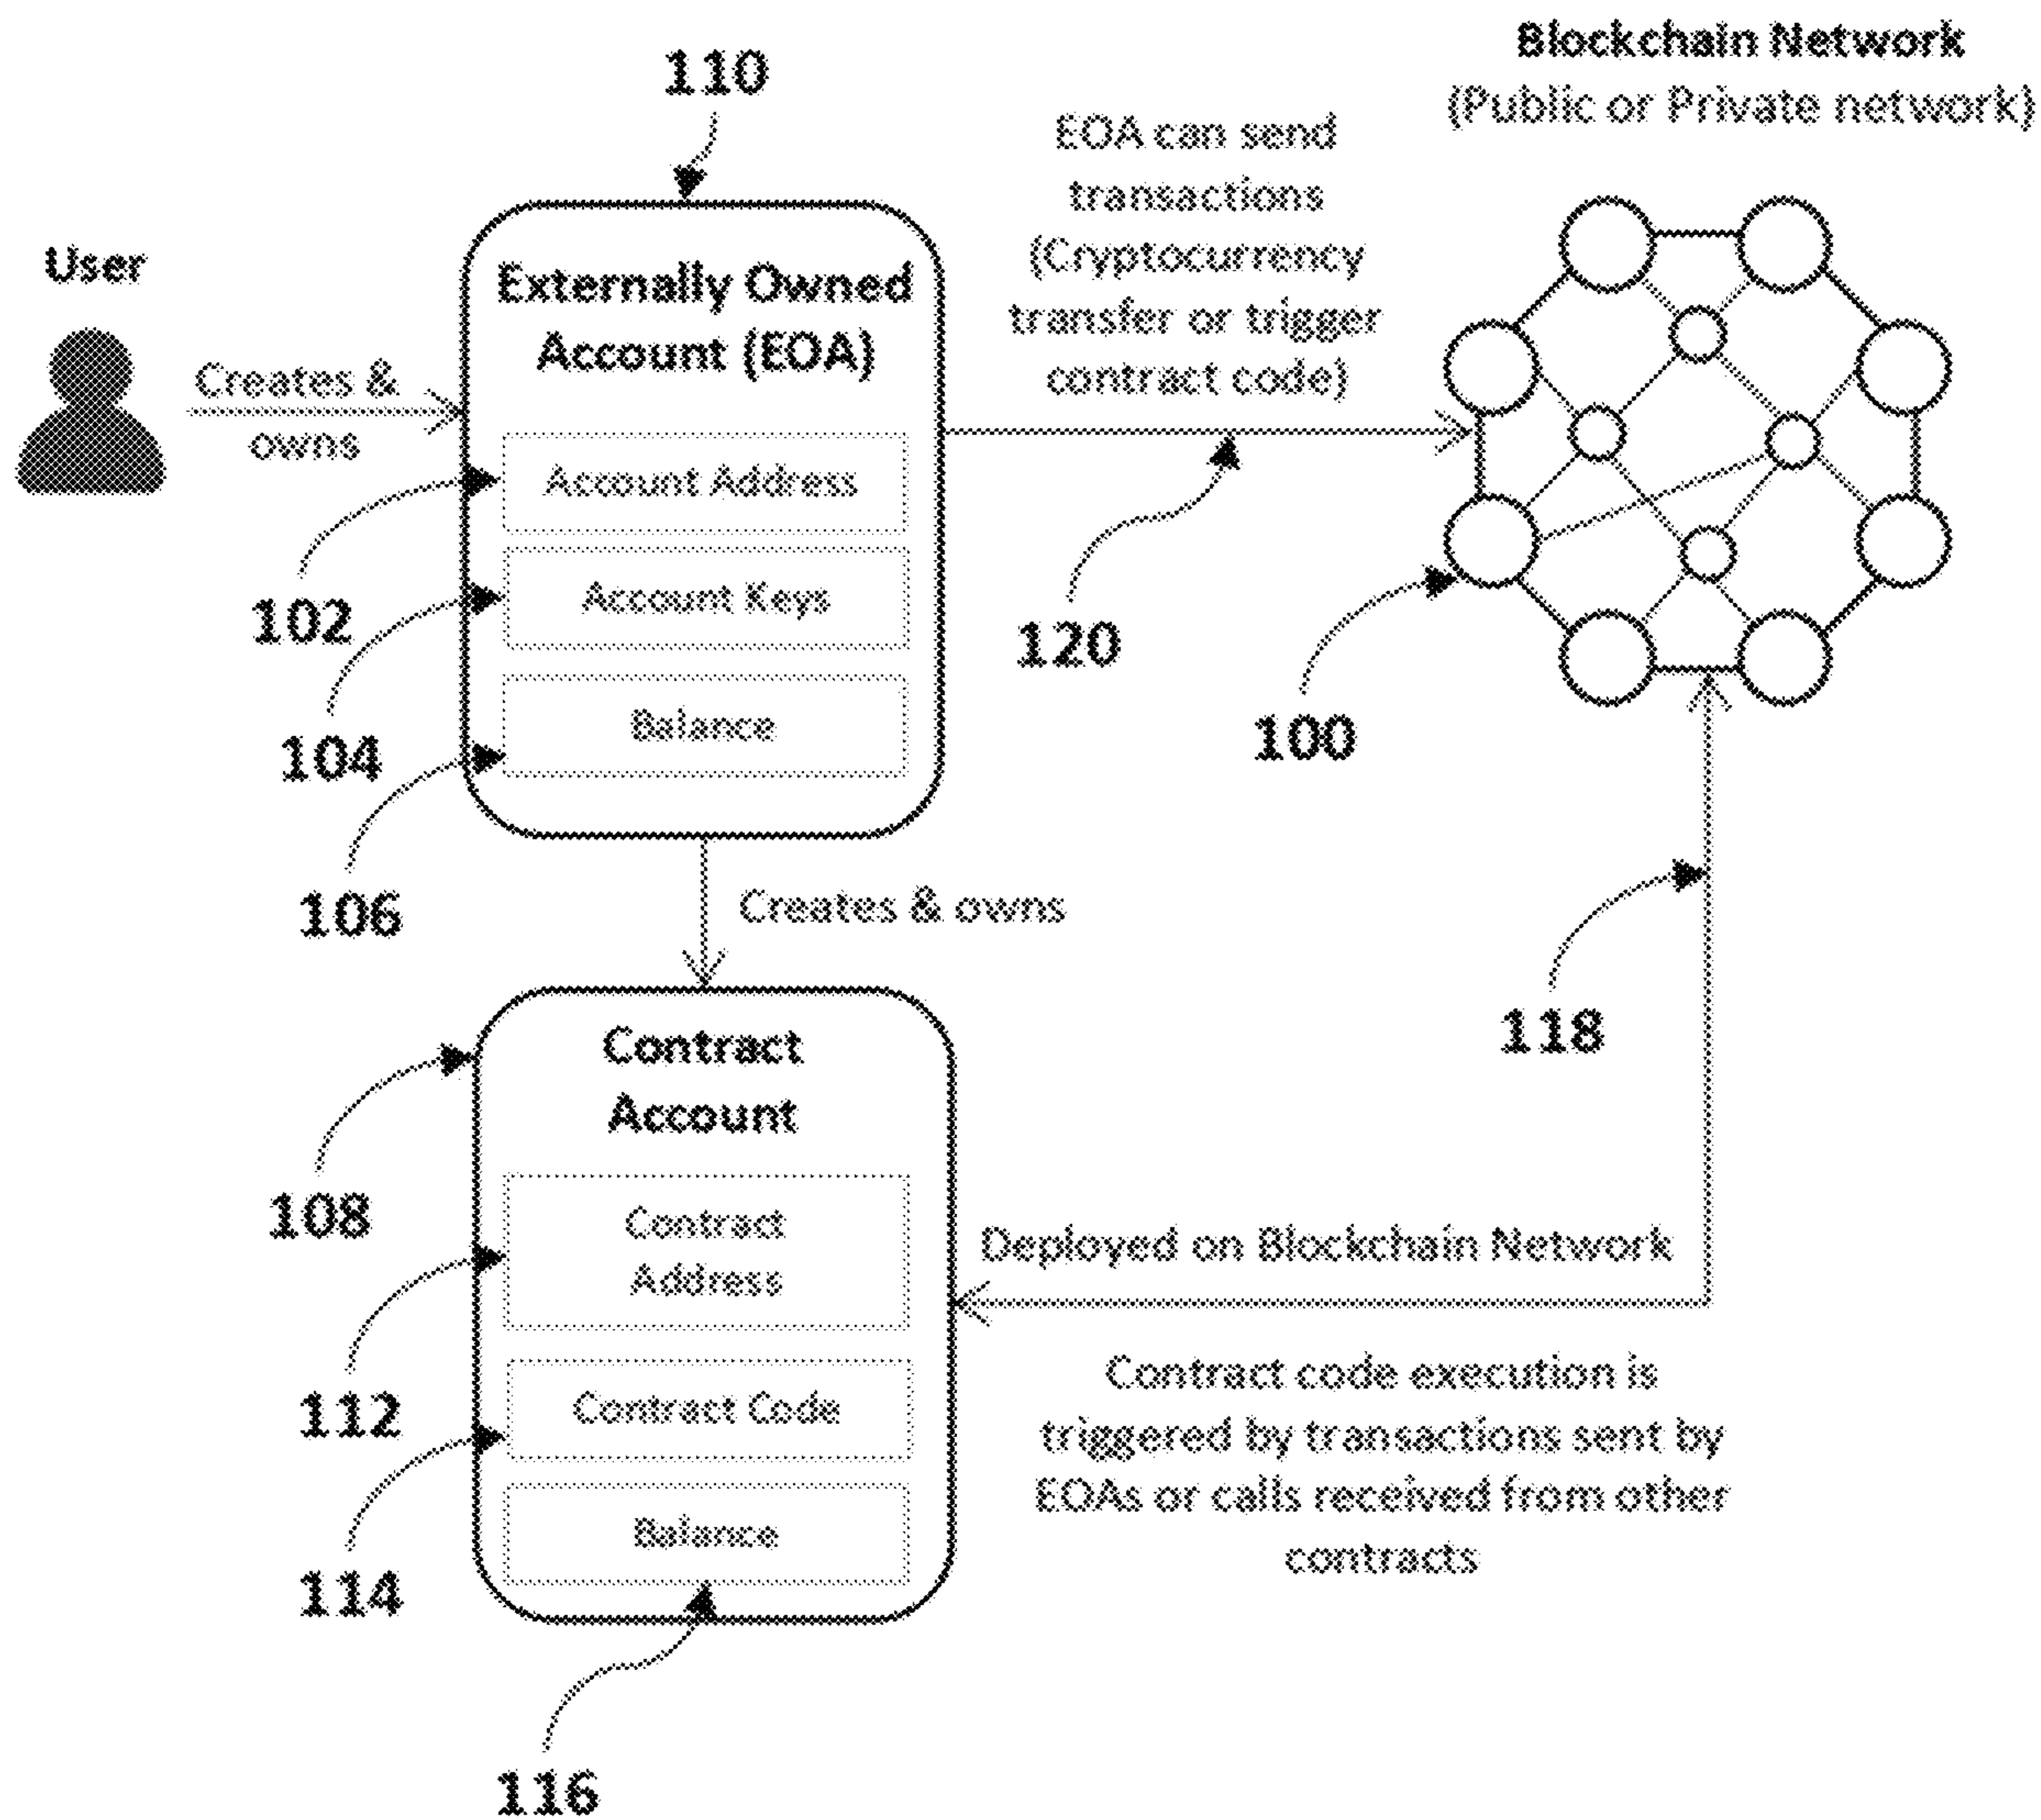 Blockchain Network
(Public or Private network)
110
EOA can send
transactions
(Cryptocurrency
transfer or trigger
contract code)
User
Externally Owned
Account (EOA)
Creates &
owns
Account Address
Account Keys
Balance
102
104
106
120
100
Creates & owns
118
Contract
Account
108
Contract
Address
Contract Code
Balance
112
114
116
Deployed on Blockchain Network
Contract code execution is
triggered by transactions sent by
EOAs or calls received from other
contracts